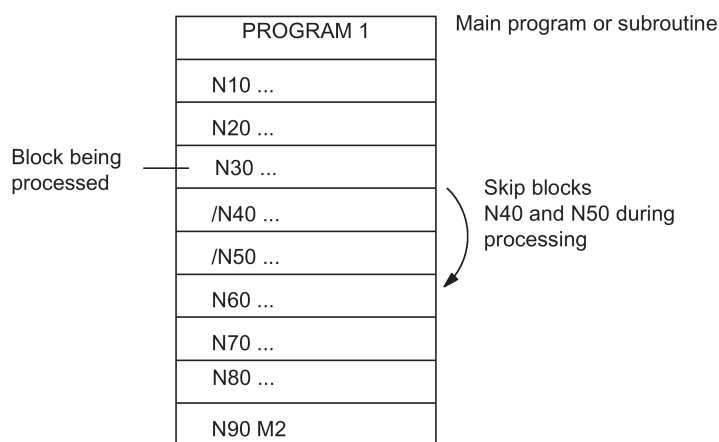 PROGRAM 1
Main program or subroutine
N10 ...
N20 ...
Block being
processed
N30 ...
/N40 ...
/N50 ...
Skip blocks
N40 and N50 during
processing
N60 ...
N70 ...
N80 ...
N90 M2